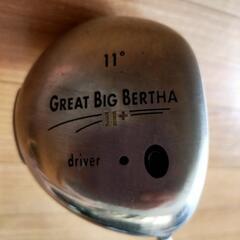 11°
GREAT BIG BERTHA
II+
driver